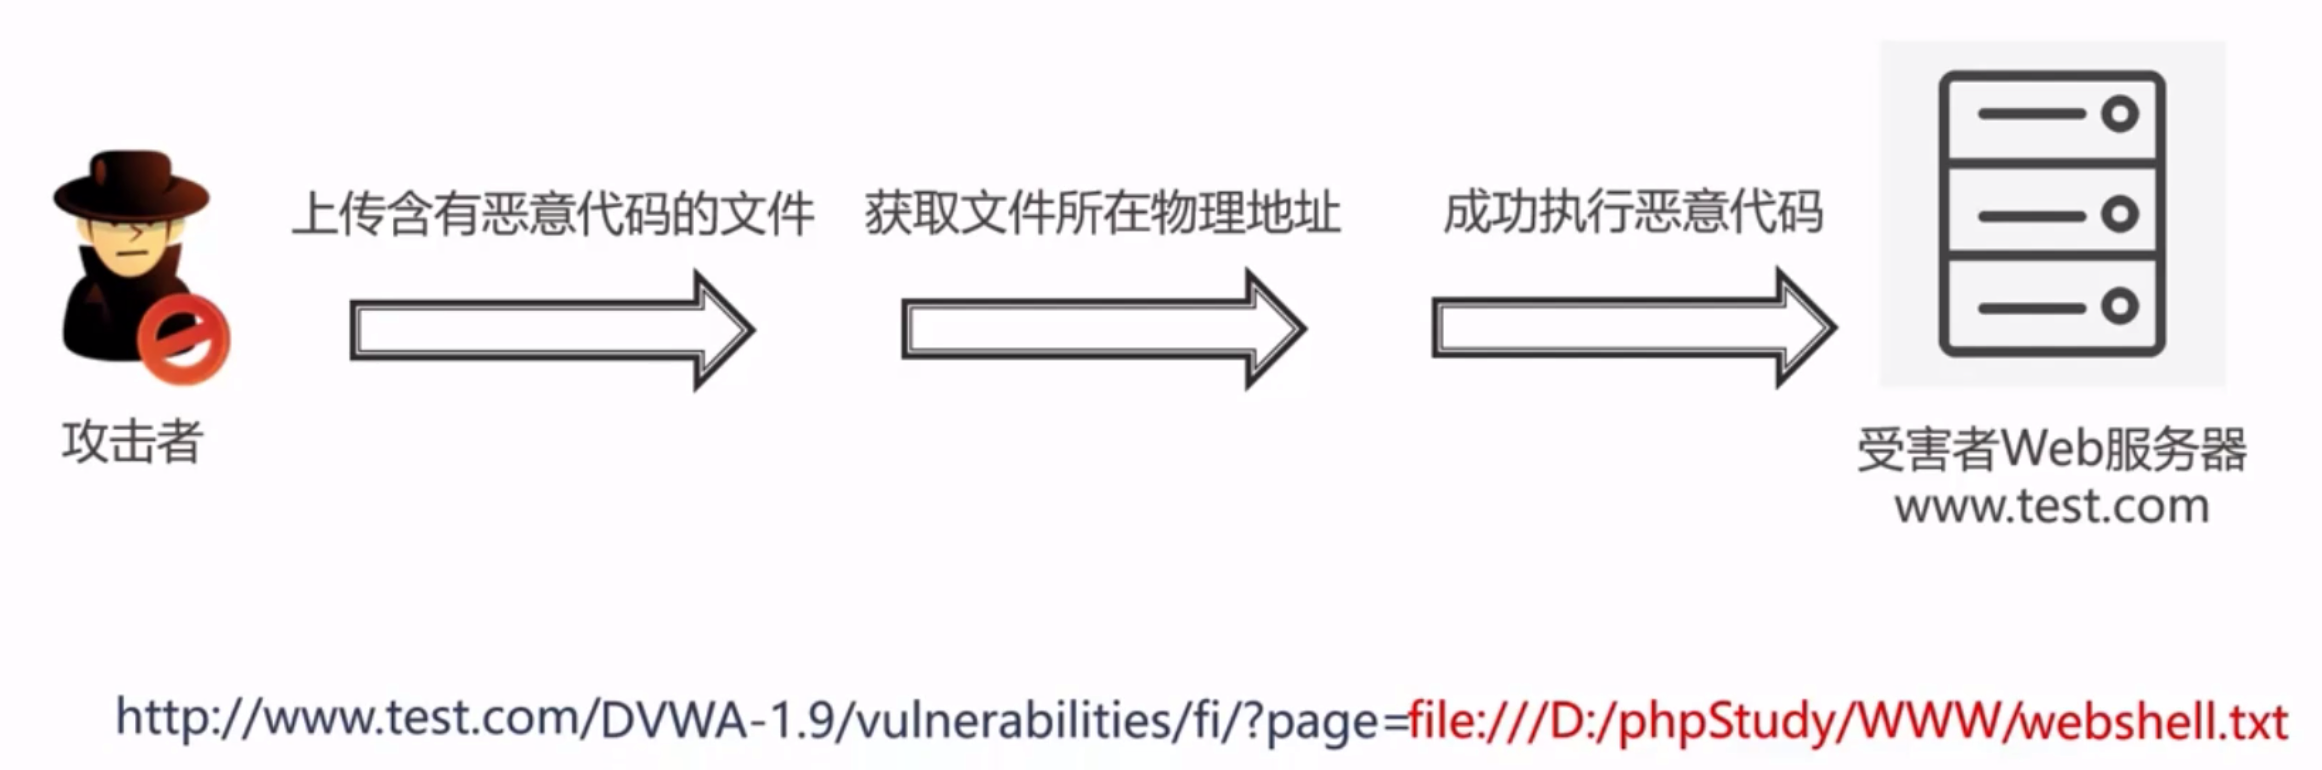 上传含有恶意代码的文件
获取文件所在物理地址
成功执行恶意代码
攻击者
受害者Web服务器
www.test.com
http://www.test.com/DVWA-1.9/vulnerabilities/fi/?page=file:///D:/phpStudy/WWW/webshell.txt